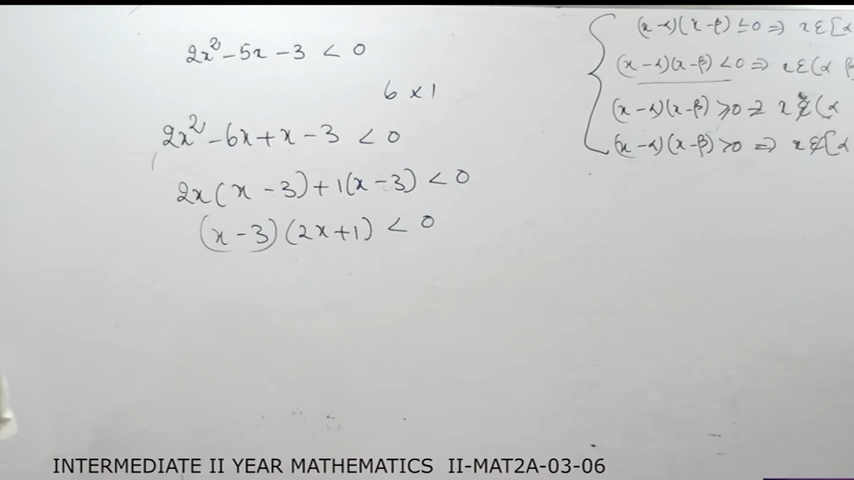 2x² - 5x - 3 < 0
6 x 1
2x² - 6x + x - 3 < 0
2x(x - 3) + 1(x - 3) < 0
(x - 3)(2x + 1) < 0
(x - α)(x - β) ≤ 0 ⇒ x ∈ [α
(x - α)(x - β) < 0 ⇒ x ∈ (α β
(x - α)(x - β) ≥ 0 ⇒ x ∉ (α
(x - α)(x - β) > 0 ⇒ x ∉ [α
INTERMEDIATE II YEAR MATHEMATICS II-MAT2A-03-06